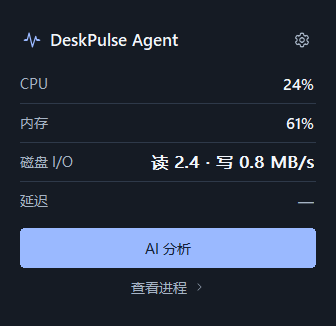 DeskPulse Agent
CPU 24%
内存 61%
磁盘 I/O 读 2.4 · 写 0.8 MB/s
延迟 —
AI 分析
查看进程